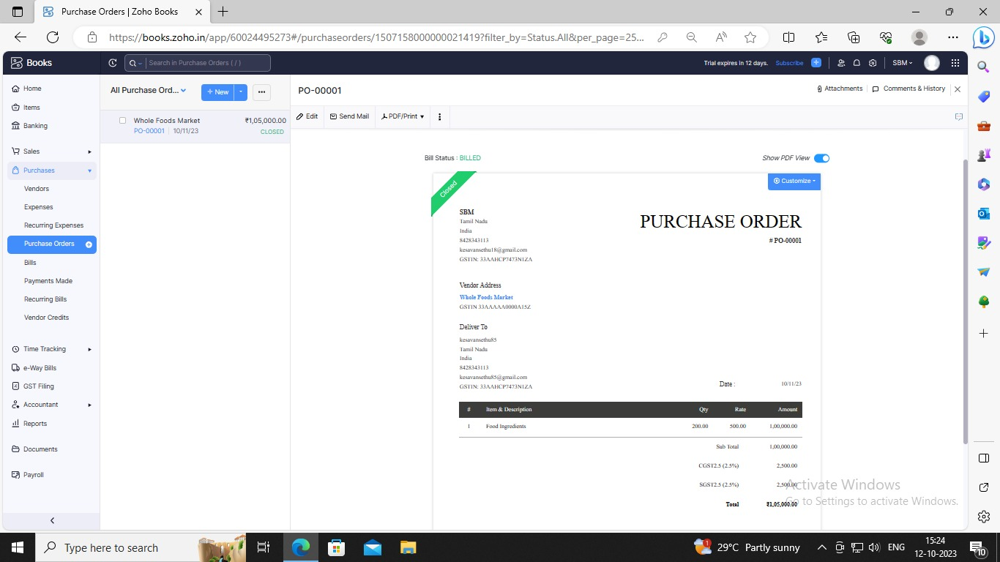 Purchase Orders | Zoho Books
https://books.zoho.in/app/60024495273#/purchaseorders/1507158000000021419?filter_by=Status.All&per_page=25...
Books
Search in Purchase Orders ( / )
Trial expires in 12 days. Subscribe
SBM
Home
Items
Banking
Sales
Purchases
Vendors
Expenses
Recurring Expenses
Purchase Orders
Bills
Payments Made
Recurring Bills
Vendor Credits
Time Tracking
e-Way Bills
GST Filing
Accountant
Reports
Documents
Payroll
All Purchase Ord...
+ New
Whole Foods Market ₹1,05,000.00
PO-00001 | 10/11/23 CLOSED
PO-00001
Attachments Comments & History
Edit Send Mail PDF/Print
Bill Status : BILLED
Show PDF View
Closed
Customize
SBM
Tamil Nadu
India
8428343113
kesavansethu18@gmail.com
GSTIN: 33AAHCP7473N1ZA
PURCHASE ORDER
# PO-00001
Vendor Address
Whole Foods Market
GSTIN 33AAAAA0000A15Z
Deliver To
kesavansethu85
Tamil Nadu
India
8428343113
kesavansethu85@gmail.com
GSTIN: 33AAHCP7473N1ZA
Date : 10/11/23
# Item & Description Qty Rate Amount
1 Food Ingredients 200.00 500.00 1,00,000.00
Sub Total 1,00,000.00
CGST2.5 (2.5%) 2,500.00
SGST2.5 (2.5%) 2,500.00
Total ₹1,05,000.00
Activate Windows
Go to Settings to activate Windows.
Type here to search
1
29°C Partly sunny
ENG
15:24
12-10-2023
10